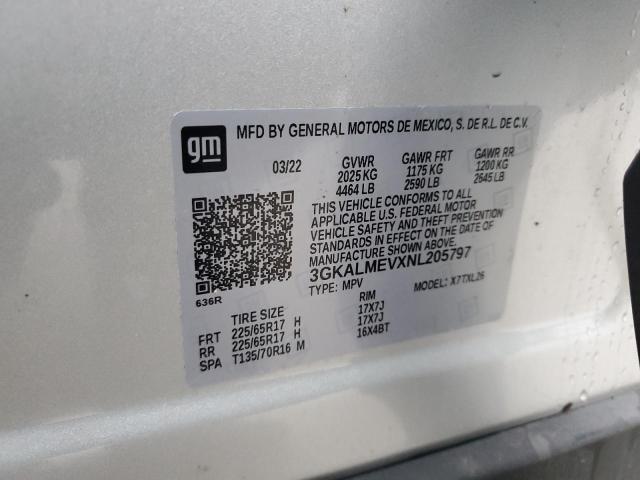 gm
MFD BY GENERAL MOTORS DE MEXICO, S. DE R.L. DE C.V.
03/22 GVWR GAWR FRT GAWR RR
2025 KG 1175 KG 1200 KG
4464 LB 2590 LB 2645 LB
THIS VEHICLE CONFORMS TO ALL
APPLICABLE U.S. FEDERAL MOTOR
VEHICLE SAFETY, BUMPER, AND THEFT
PREVENTION STANDARDS IN EFFECT ON
THE DATE OF MANUFACTURE SHOWN ABOVE.
3GKALMEVXNL205797
TYPE: MPV MODEL: X7TXL26
636R
TIRE SIZE RIM
FRT 225/65R17 H 17X7J
RR 225/65R17 H 17X7J
SPA T135/70R16 M 16X4BT